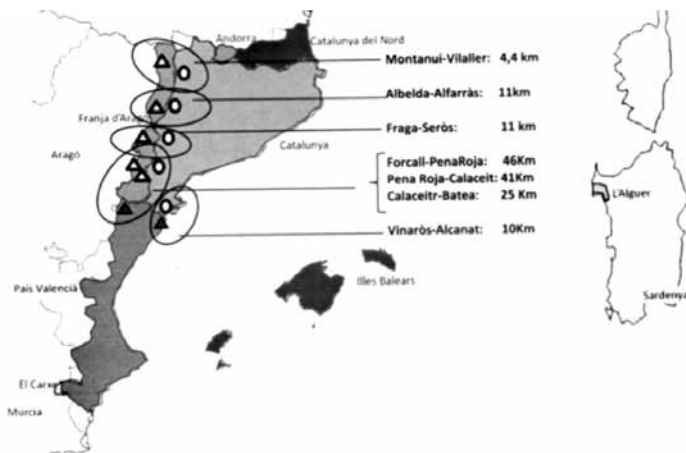 Andorra
Catalunya del Nord
Montanui-Vilaller: 4,4 km
Albelda-Alfarràs: 11km
Franja d'Aragó
Fraga-Seròs: 11 km
Aragó
Catalunya
Forcall-PenaRoja: 46Km
Pena Roja-Calaceit: 41Km
Calaceitr-Batea: 25 Km
L'Alguer
Vinaròs-Alcanat: 10Km
Illes Balears
País Valencià
Sardenya
El Carxe
Múrcia